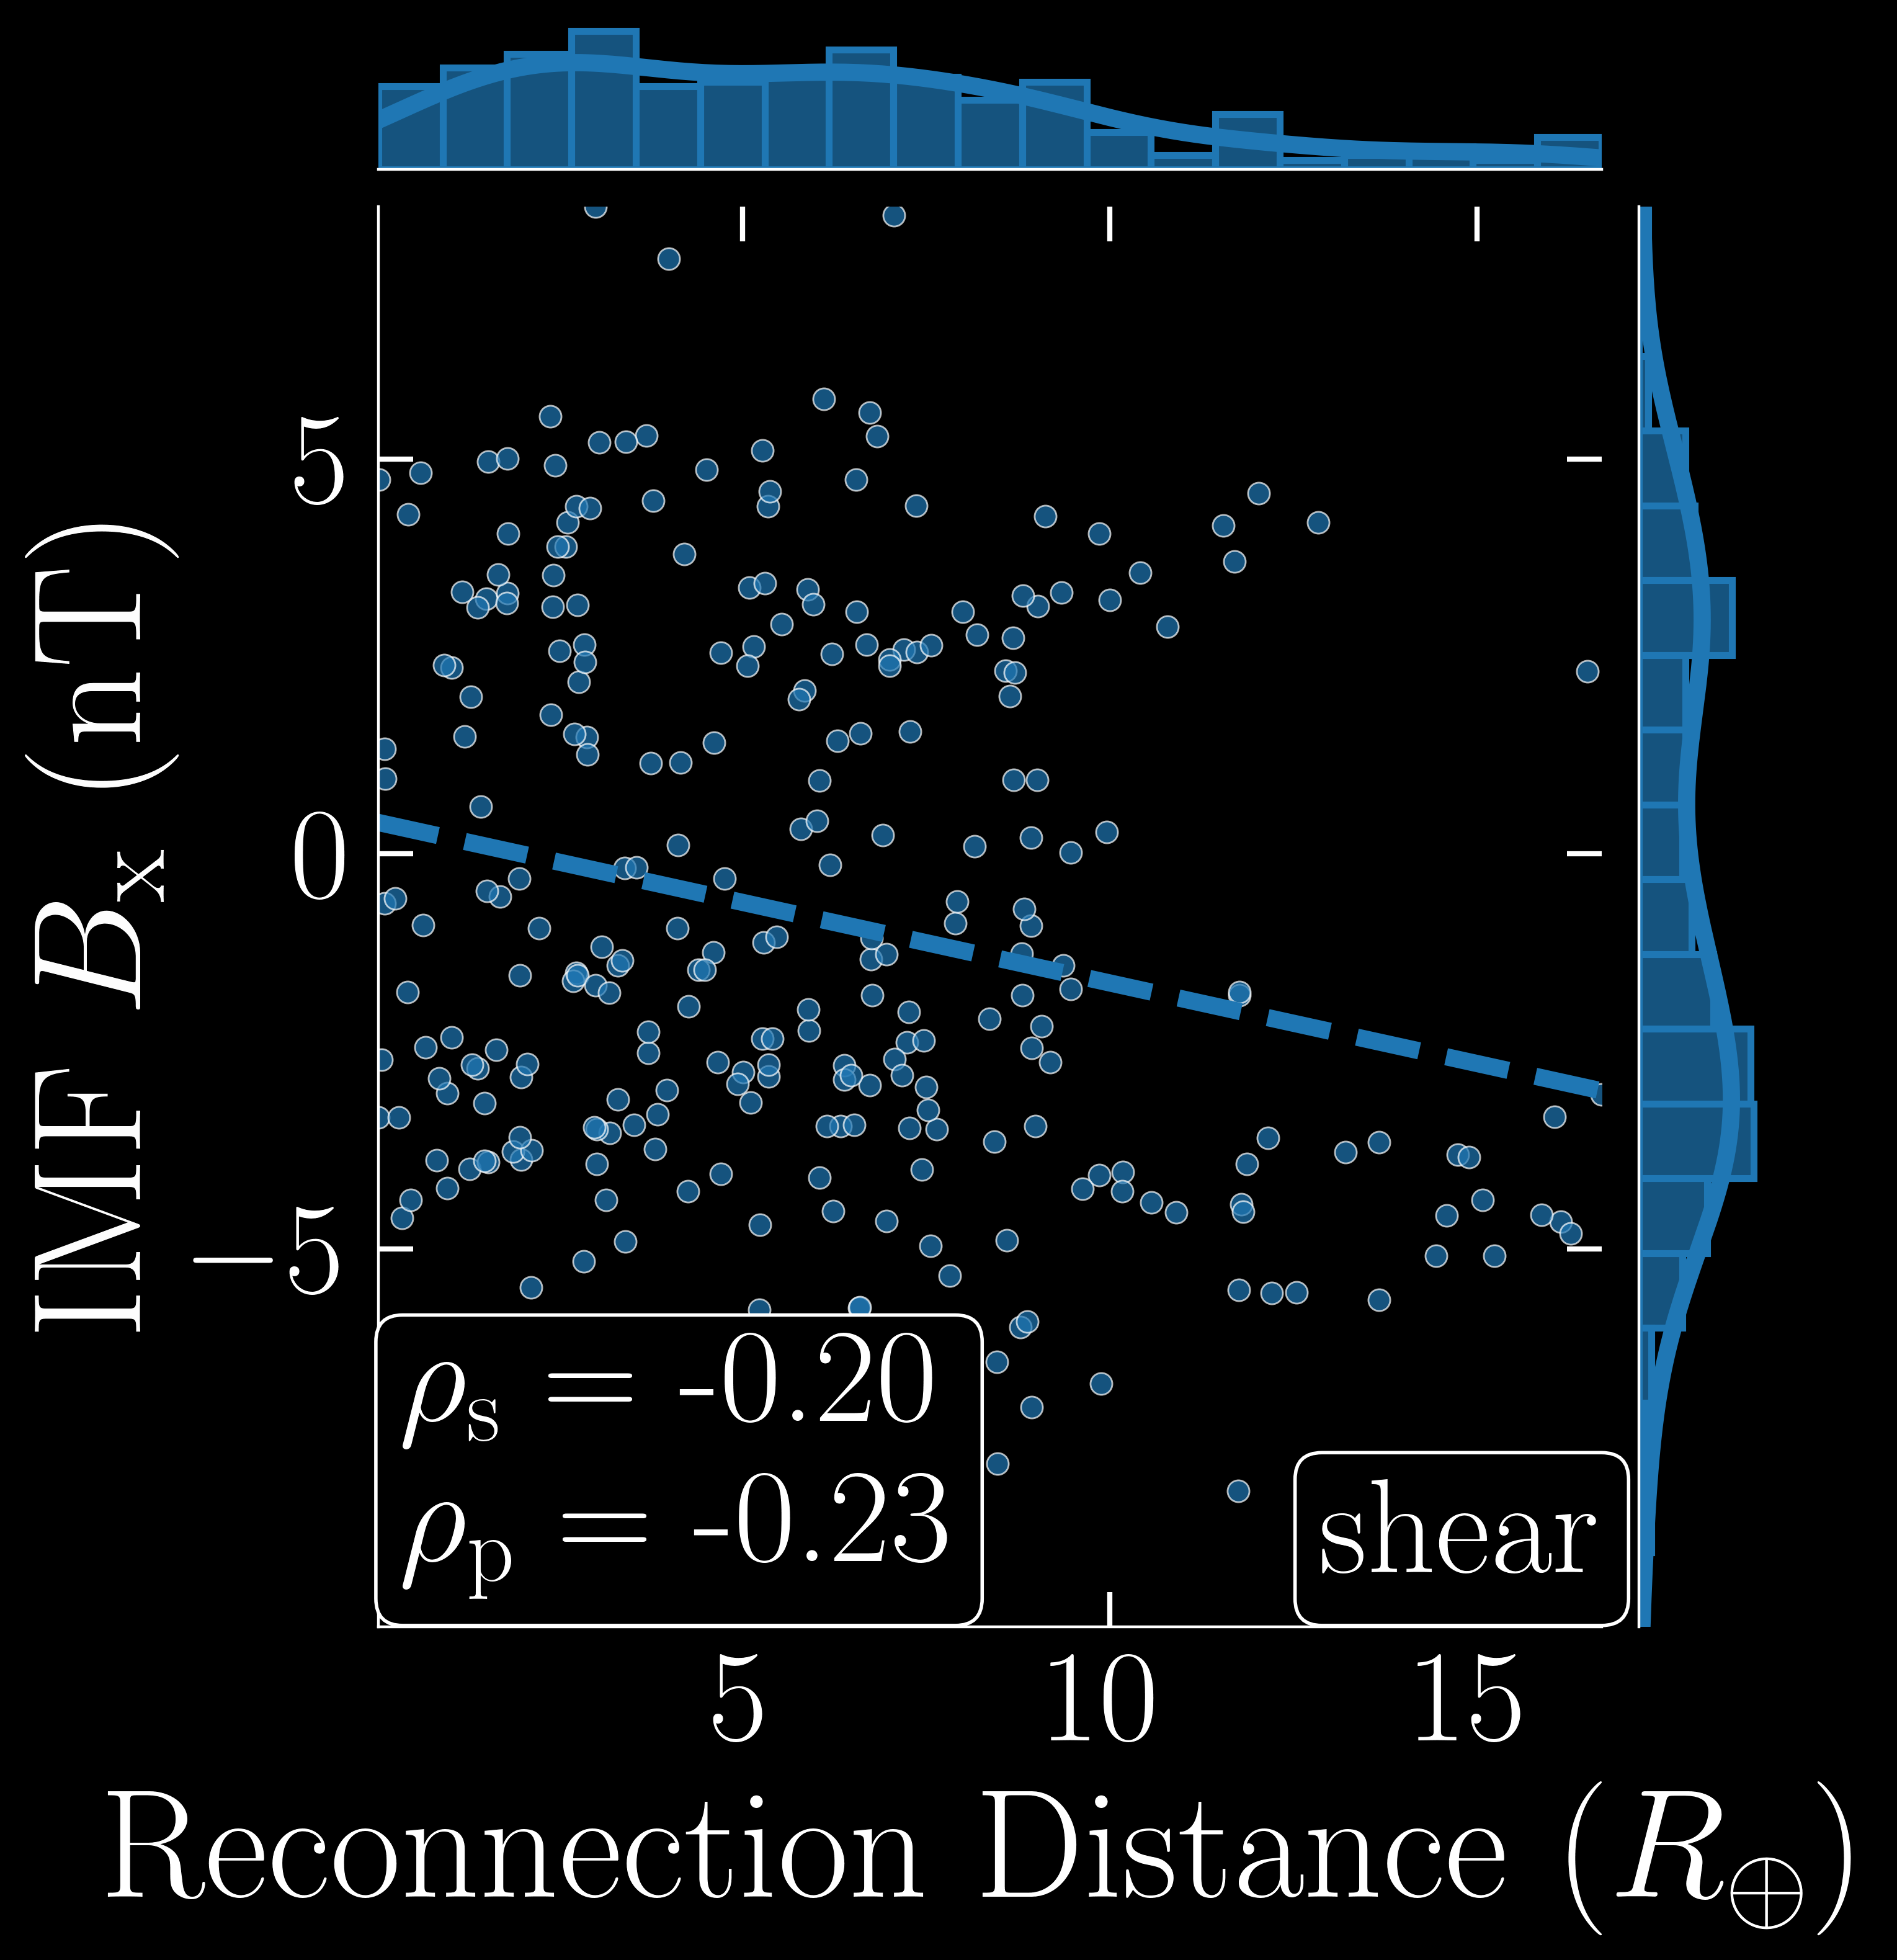 IMF Bx (nT)
5
0
−5
ρs = -0.20
ρp = -0.23
shear
5 10 15
Reconnection Distance (R⊕)